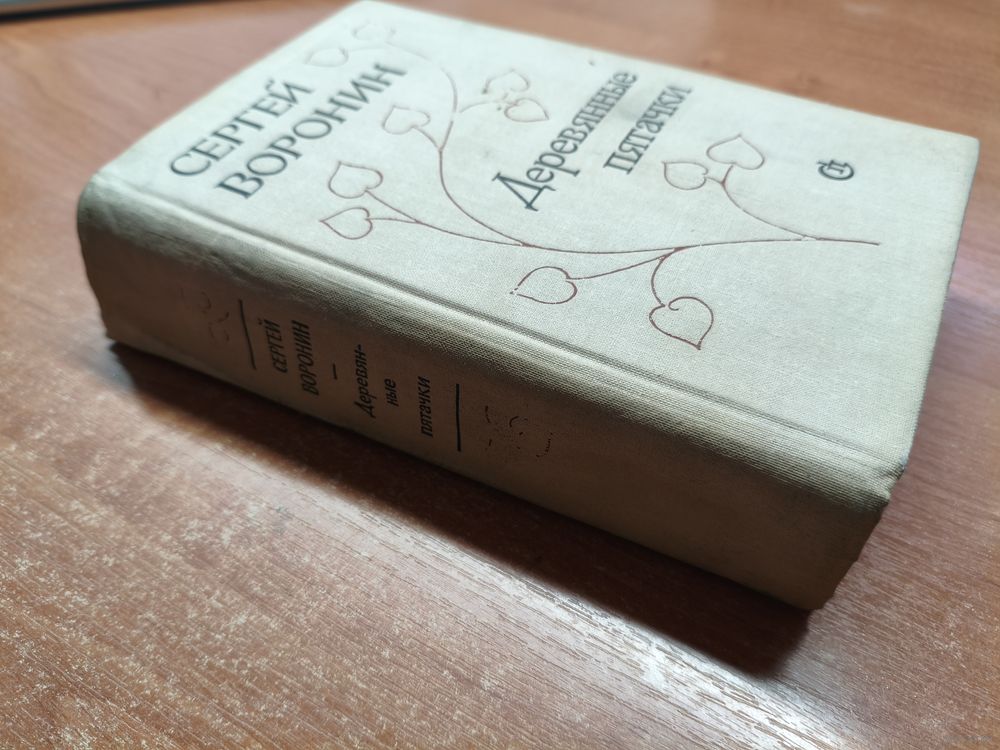 СЕРГЕЙ
ВОРОНИН
Деревянные
пятачки
СЕРГЕЙ
ВОРОНИН
–
Деревян-
ные
пятачки